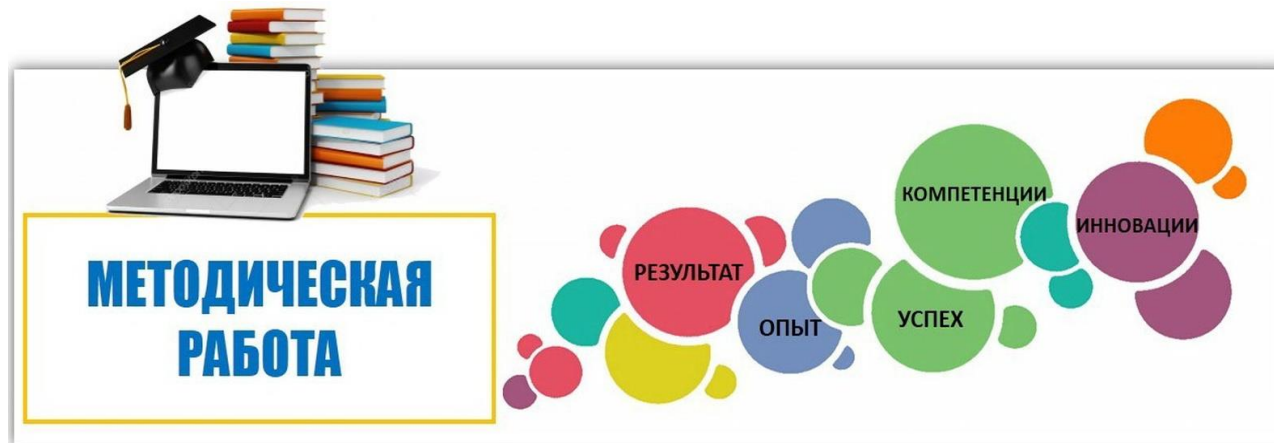 МЕТОДИЧЕСКАЯ
РАБОТА
РЕЗУЛЬТАТ
ОПЫТ
УСПЕХ
КОМПЕТЕНЦИИ
ИННОВАЦИИ